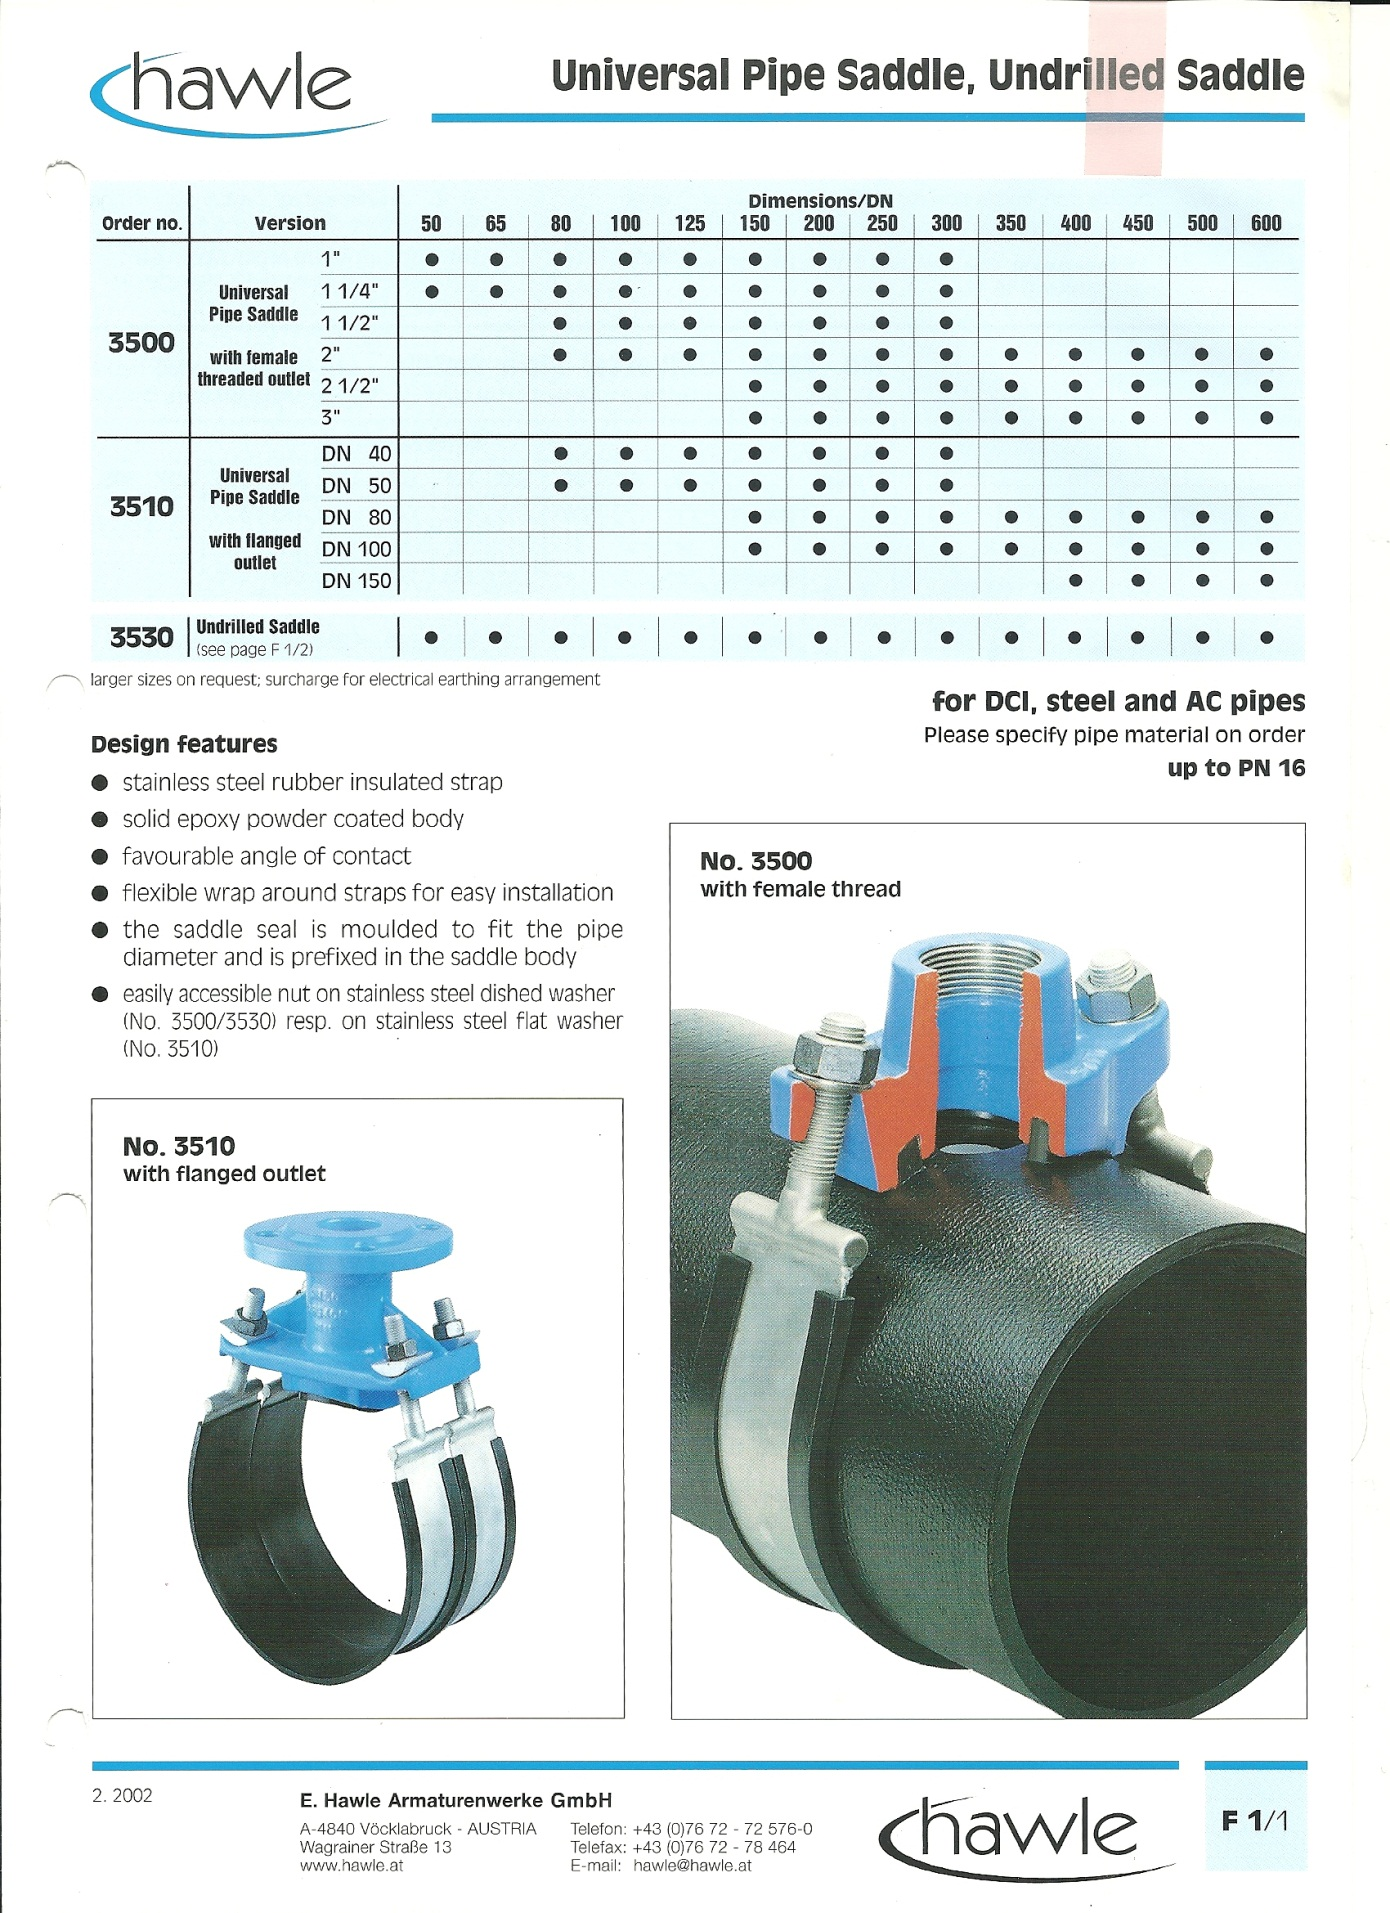 hawle
Universal Pipe Saddle, Undrilled Saddle
Order no. Version Dimensions/DN
50 65 80 100 125 150 200 250 300 350 400 450 500 600
3500
Universal
Pipe Saddle
with female
threaded outlet
1" ● ● ● ● ● ● ● ● ●
1 1/4" ● ● ● ● ● ● ● ● ●
1 1/2" ● ● ● ● ● ● ●
2" ● ● ● ● ● ● ● ● ● ● ● ●
2 1/2" ● ● ● ● ● ● ● ● ●
3" ● ● ● ● ● ● ● ● ●
3510
Universal
Pipe Saddle
with flanged
outlet
DN 40 ● ● ● ● ● ● ●
DN 50 ● ● ● ● ● ● ●
DN 80 ● ● ● ● ● ● ● ● ●
DN 100 ● ● ● ● ● ● ● ● ●
DN 150 ● ● ● ●
3530 Undrilled Saddle ● ● ● ● ● ● ● ● ● ● ● ● ● ●
(see page F 1/2)
larger sizes on request; surcharge for electrical earthing arrangement
for DCI, steel and AC pipes
Please specify pipe material on order
up to PN 16
Design features
● stainless steel rubber insulated strap
● solid epoxy powder coated body
● favourable angle of contact
● flexible wrap around straps for easy installation
● the saddle seal is moulded to fit the pipe
diameter and is prefixed in the saddle body
● easily accessible nut on stainless steel dished washer
(No. 3500/3530) resp. on stainless steel flat washer
(No. 3510)
No. 3500
with female thread
No. 3510
with flanged outlet
2. 2002
E. Hawle Armaturenwerke GmbH
A-4840 Vöcklabruck - AUSTRIA
Wagrainer Straße 13
www.hawle.at
Telefon: +43 (0)76 72 - 72 576-0
Telefax: +43 (0)76 72 - 78 464
E-mail: hawle@hawle.at
hawle
F 1/1